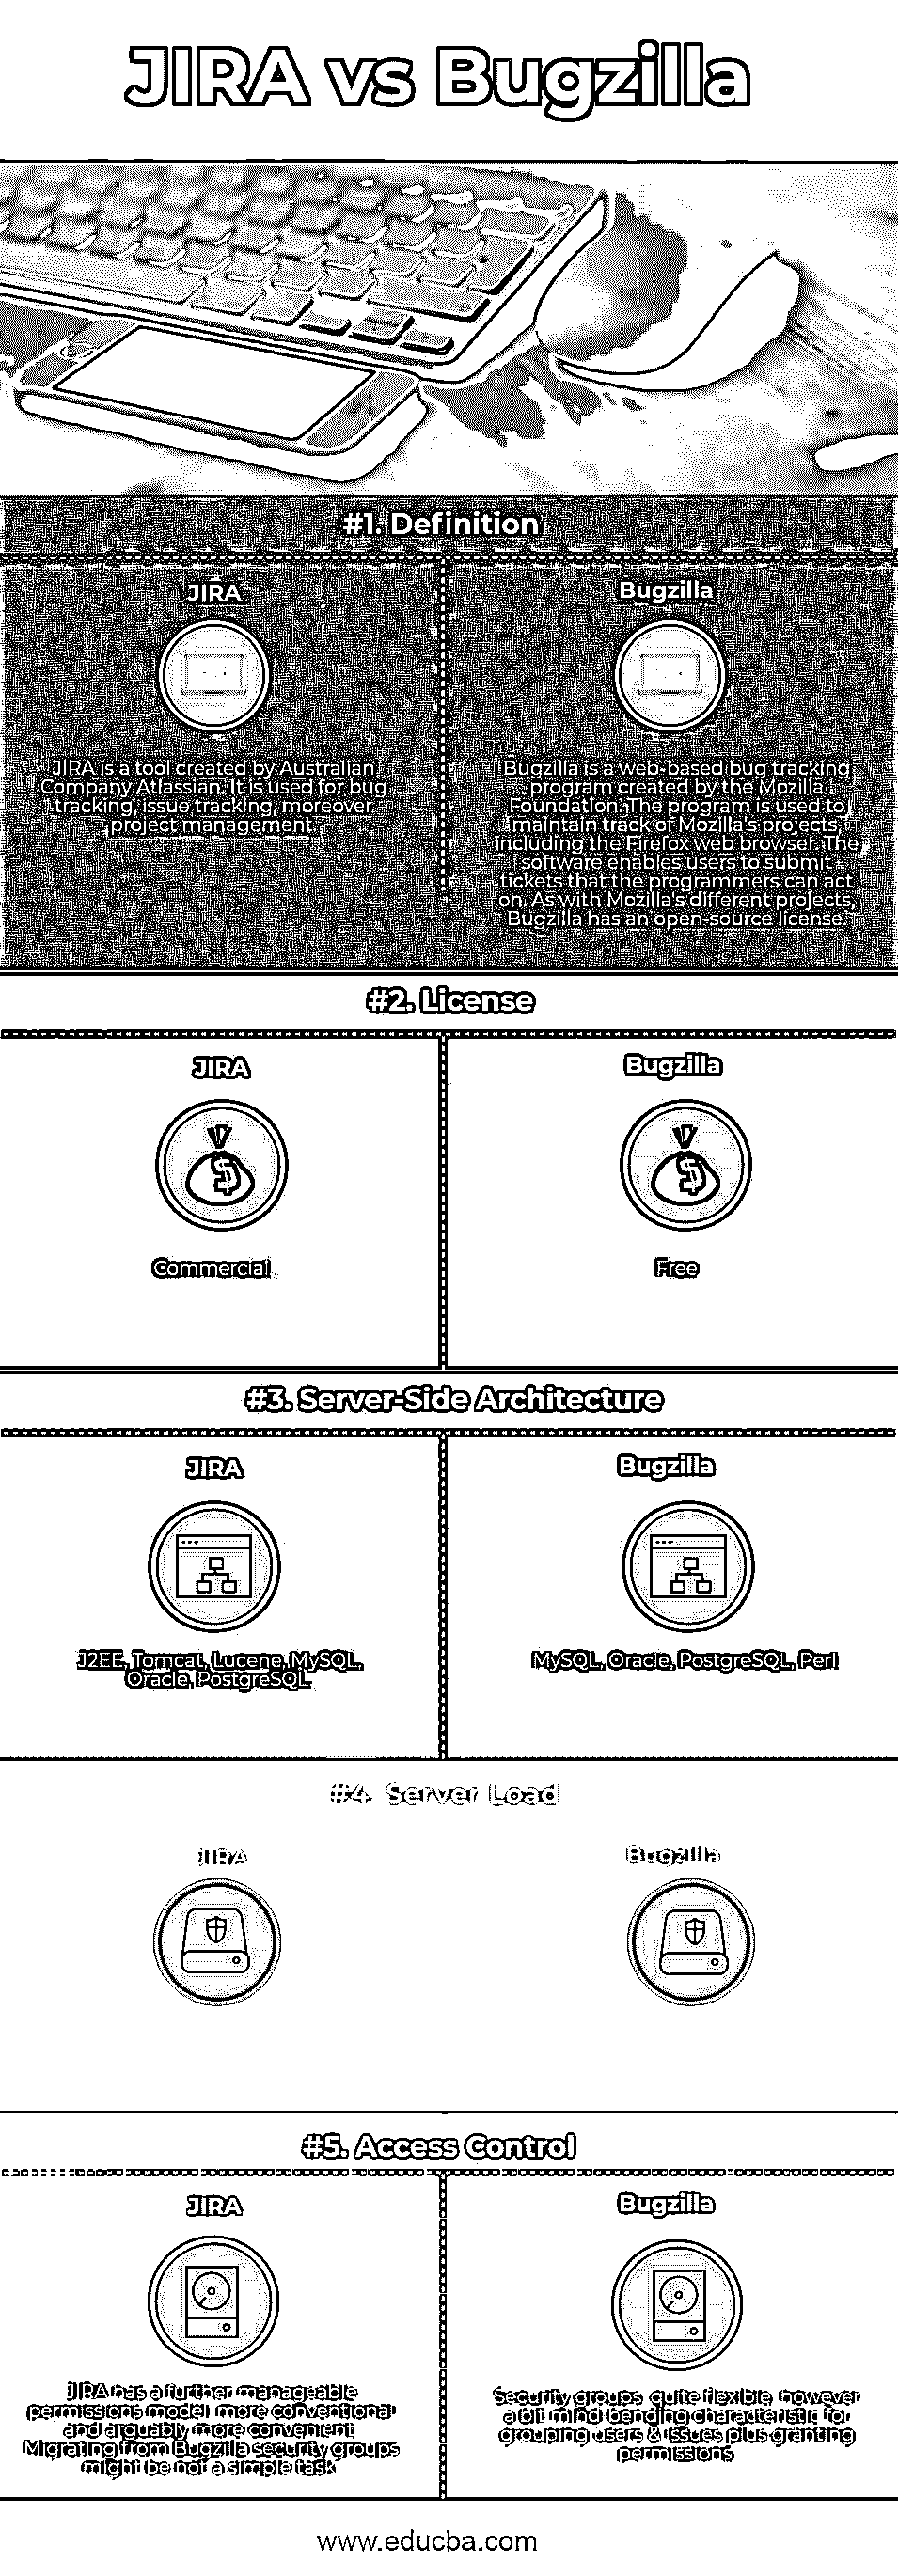 JIRA vs Bugzilla
#1. Definition
JIRA
Bugzilla
JIRA is a tool created by Australian
Company Atlassian. It is used for bug
tracking, issue tracking, moreover
project management.
Bugzilla is a web-based bug tracking
program created by the Mozilla
Foundation. The program is used to
maintain track of Mozilla's projects,
including the Firefox web browser. The
software enables users to submit
tickets that the programmers can act
on. As with Mozilla's different projects,
Bugzilla has an open-source license.
#2. License
JIRA
Bugzilla
Commercial
Free
#3. Server-Side Architecture
JIRA
Bugzilla
J2EE, Tomcat, Lucene, MySQL,
Oracle, PostgreSQL
MySQL, Oracle, PostgreSQL, Perl
#4. Server Load
JIRA
Bugzilla
#5. Access Control
JIRA
Bugzilla
JIRA has a further manageable
permissions model more conventional
and arguably more convenient
Migrating from Bugzilla security groups
might be not a simple task
Security groups quite flexible, however
a bit mind-bending characteristic for
grouping users & issues plus granting
permissions
www.educba.com